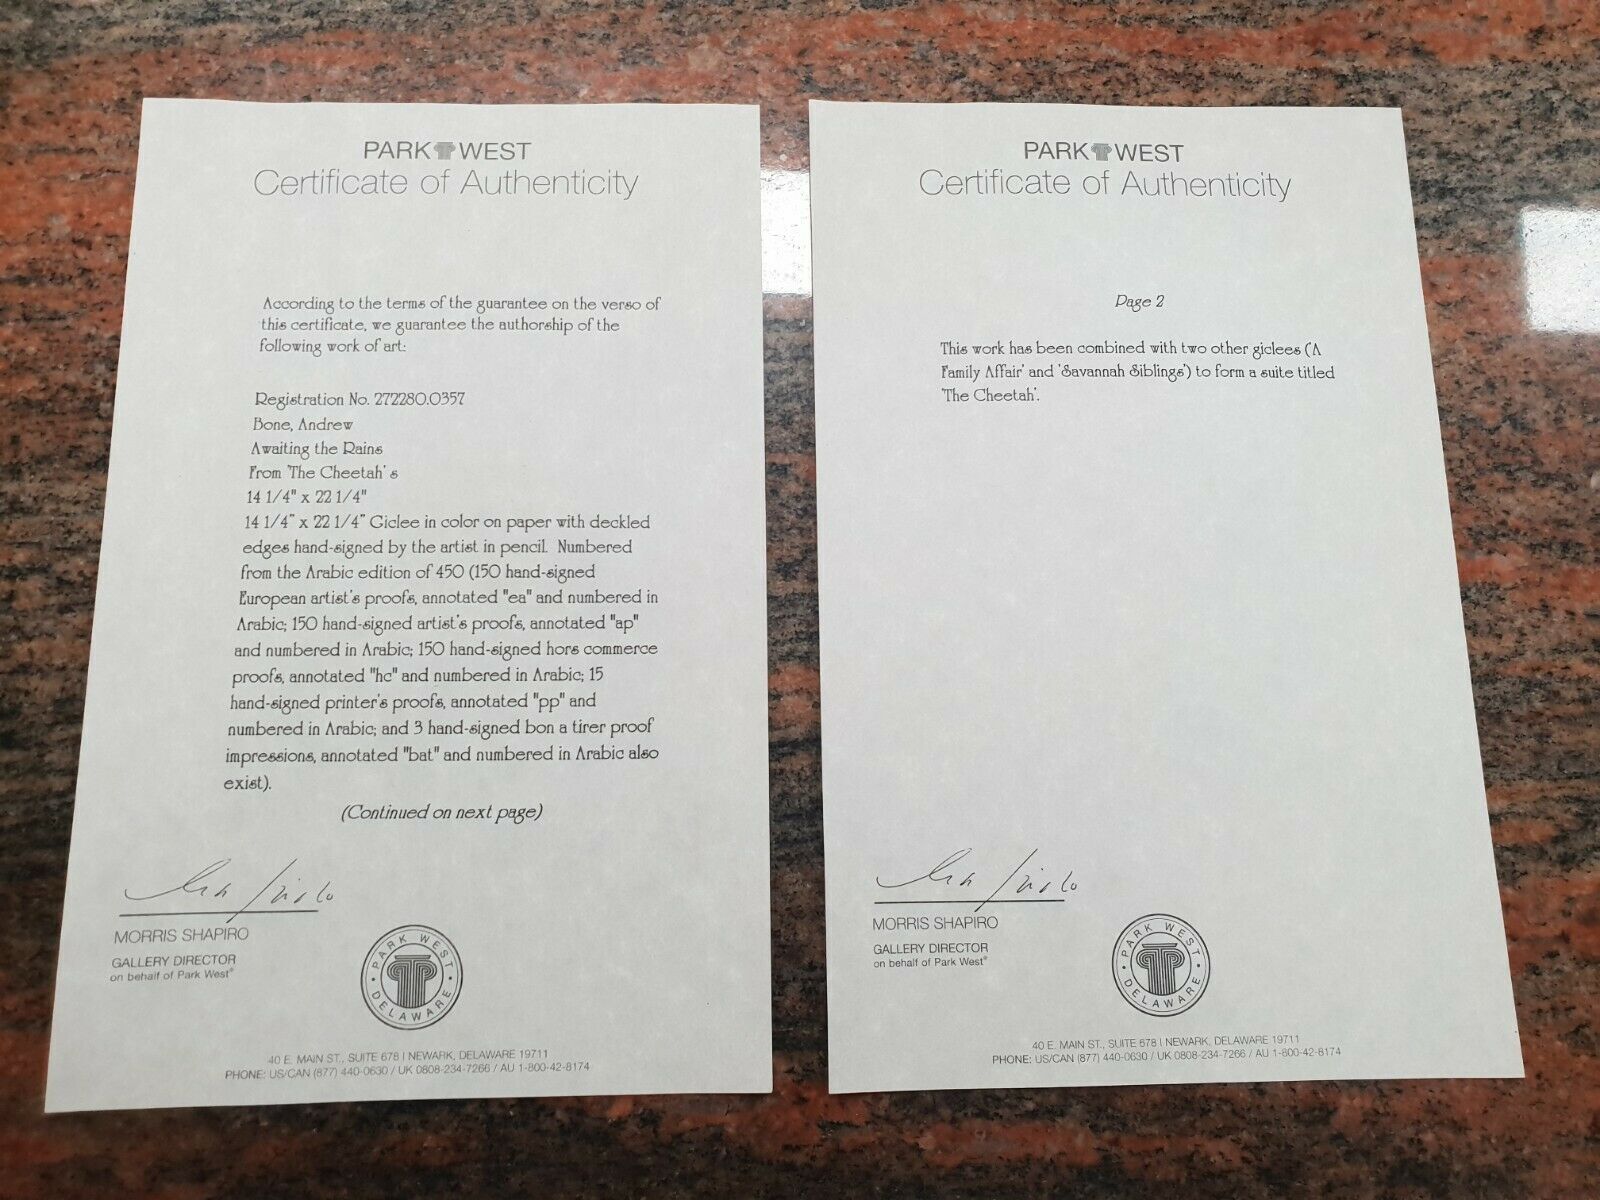 PARK WEST
Certificate of Authenticity
According to the terms of the guarantee on the verso of
this certificate, we guarantee the authorship of the
following work of art:
Registration No. 272280.0357
Bone, Andrew
Awaiting the Rains
From 'The Cheetah' s
14 1/4" x 22 1/4"
14 1/4" x 22 1/4" Giclee in color on paper with deckled
edges hand-signed by the artist in pencil. Numbered
from the Arabic edition of 450 (150 hand-signed
European artist's proofs, annotated "ea" and numbered in
Arabic; 150 hand-signed artist's proofs, annotated "ap"
and numbered in Arabic; 150 hand-signed hors commerce
proofs, annotated "hc" and numbered in Arabic; 15
hand-signed printer's proofs, annotated "pp" and
numbered in Arabic; and 3 hand-signed bon a tirer proof
impressions, annotated "bat" and numbered in Arabic also
exist).
(Continued on next page)
MORRIS SHAPIRO
GALLERY DIRECTOR
on behalf of Park West®
PARK WEST
DELAWARE
40 E. MAIN ST., SUITE 678 | NEWARK, DELAWARE 19711
PHONE: US/CAN (877) 440-0630 / UK 0808-234-7266 / AU 1-800-42-8174
PARK WEST
Certificate of Authenticity
Page 2
This work has been combined with two other giclees ('A
Family Affair' and 'Savannah Siblings') to form a suite titled
'The Cheetah'.
MORRIS SHAPIRO
GALLERY DIRECTOR
on behalf of Park West®
PARK WEST
DELAWARE
40 E. MAIN ST., SUITE 678 | NEWARK, DELAWARE 19711
PHONE: US/CAN (877) 440-0630 / UK 0808-234-7266 / AU 1-800-42-8174